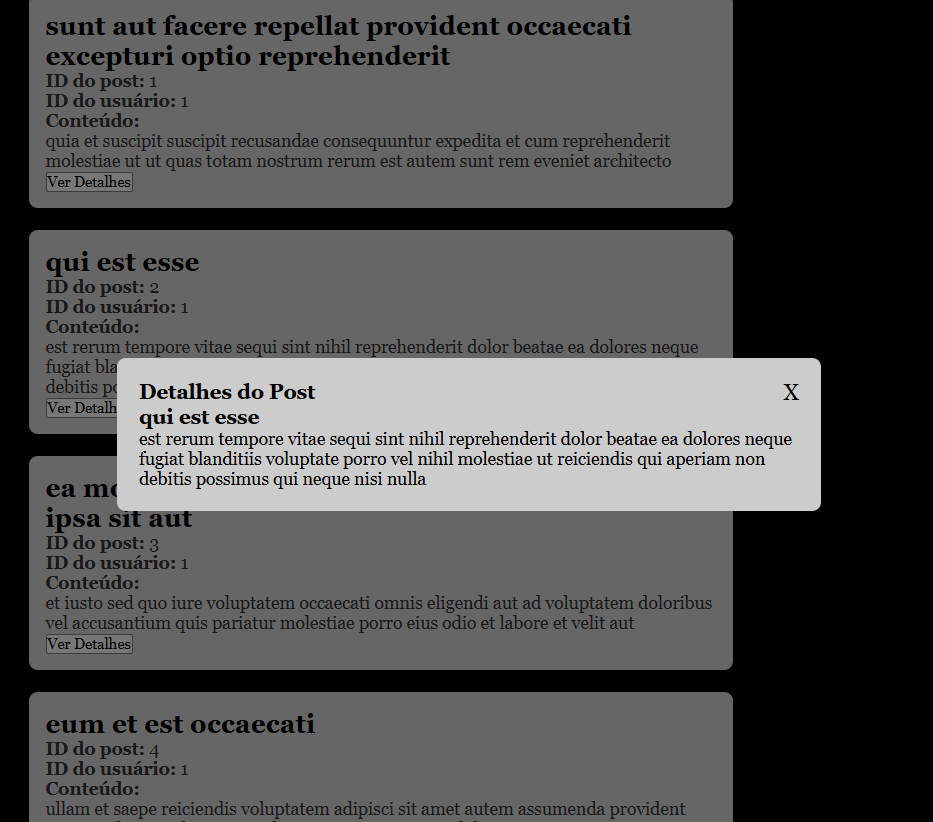 sunt aut facere repellat provident occaecati
excepturi optio reprehenderit
ID do post: 1
ID do usuário: 1
Conteúdo:
quia et suscipit suscipit recusandae consequuntur expedita et cum reprehenderit
molestiae ut ut quas totam nostrum rerum est autem sunt rem eveniet architecto
Ver Detalhes
qui est esse
ID do post: 2
ID do usuário: 1
Conteúdo:
est rerum tempore vitae sequi sint nihil reprehenderit dolor beatae ea dolores neque
fugiat
debitis
Ver
Detalhes do Post
X
qui est esse
est rerum tempore vitae sequi sint nihil reprehenderit dolor beatae ea dolores neque
fugiat blanditiis voluptate porro vel nihil molestiae ut reiciendis qui aperiam non
debitis possimus qui neque nisi nulla
ea
ipsa sit aut
ID do post: 3
ID do usuário: 1
Conteúdo:
et iusto sed quo iure voluptatem occaecati omnis eligendi aut ad voluptatem doloribus
vel accusantium quis pariatur molestiae porro eius odio et labore et velit aut
Ver Detalhes
eum et est occaecati
ID do post: 4
ID do usuário: 1
Conteúdo:
ullam et saepe reiciendis voluptatem adipisci sit amet autem assumenda provident